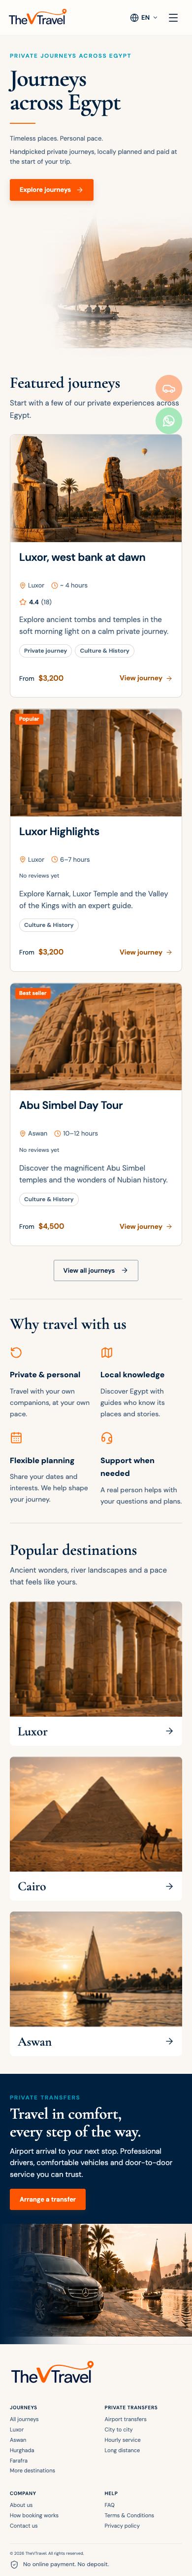 TheVTravel
EN
PRIVATE JOURNEYS ACROSS EGYPT
Journeys
across Egypt
Timeless places. Personal pace.
Handpicked private journeys, locally planned and paid at
the start of your trip.
Explore journeys
Featured journeys
Start with a few of our private experiences across
Egypt.
Luxor, west bank at dawn
Luxor ~ 4 hours
4.4 (18)
Explore ancient tombs and temples in the
soft morning light on a calm private journey.
Private journey Culture & History
From $3,200 View journey
Popular
Luxor Highlights
Luxor 6–7 hours
No reviews yet
Explore Karnak, Luxor Temple and the Valley
of the Kings with an expert guide.
Culture & History
From $3,200 View journey
Best seller
Abu Simbel Day Tour
Aswan 10–12 hours
No reviews yet
Discover the magnificent Abu Simbel
temples and the wonders of Nubian history.
Culture & History
From $4,500 View journey
View all journeys
Why travel with us
Private & personal
Travel with your own
companions, at your own
pace.
Local knowledge
Discover Egypt with
guides who know its
places and stories.
Flexible planning
Share your dates and
interests. We help shape
your journey.
Support when
needed
A real person helps with
your questions and plans.
Popular destinations
Ancient wonders, river landscapes and a pace
that feels like yours.
Luxor
Cairo
Aswan
PRIVATE TRANSFERS
Travel in comfort,
every step of the way.
Airport arrival to your next stop. Professional
drivers, comfortable vehicles and door-to-door
service you can trust.
Arrange a transfer
TheVTravel
JOURNEYS
All journeys
Luxor
Aswan
Hurghada
Farafra
More destinations
PRIVATE TRANSFERS
Airport transfers
City to city
Hourly service
Long distance
COMPANY
About us
How booking works
Contact us
HELP
FAQ
Terms & Conditions
Privacy policy
© 2026 TheVTravel. All rights reserved.
No online payment. No deposit.